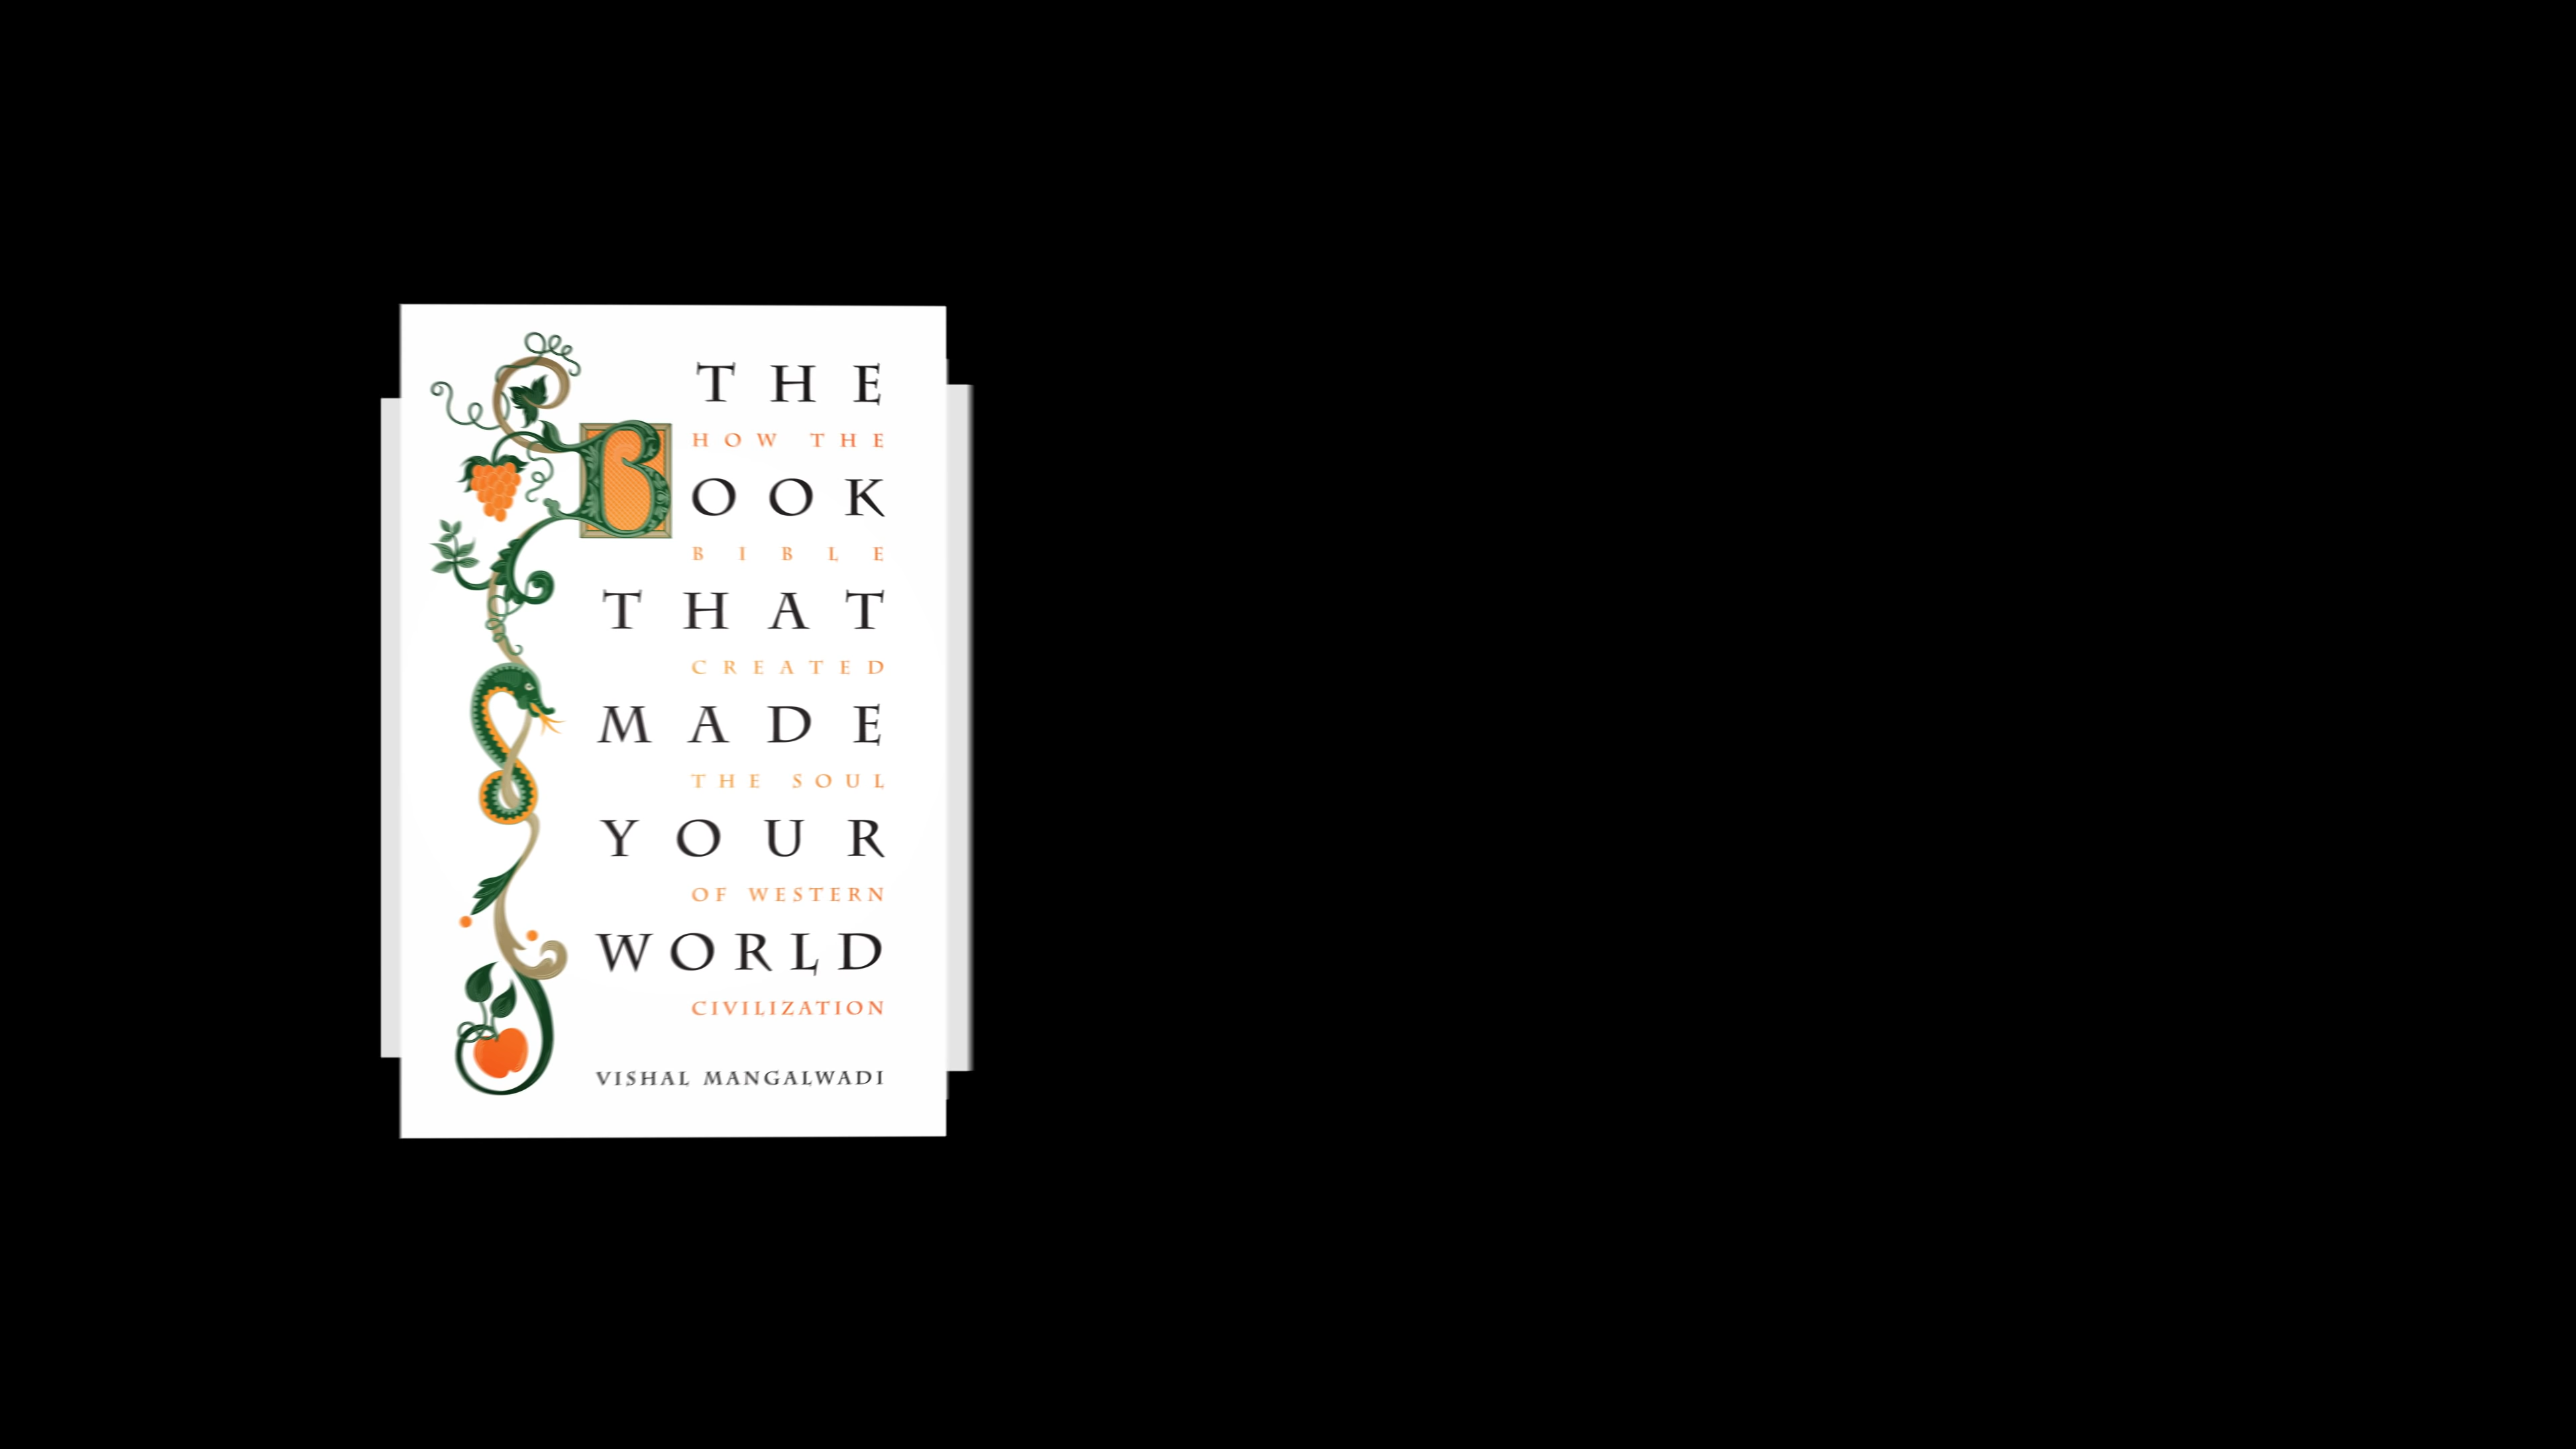 THE
HOW THE
BOOK
BIBLE
THAT
CREATED
MADE
THE SOUL
YOUR
OF WESTERN
WORLD
CIVILIZATION
VISHAL MANGALWADI